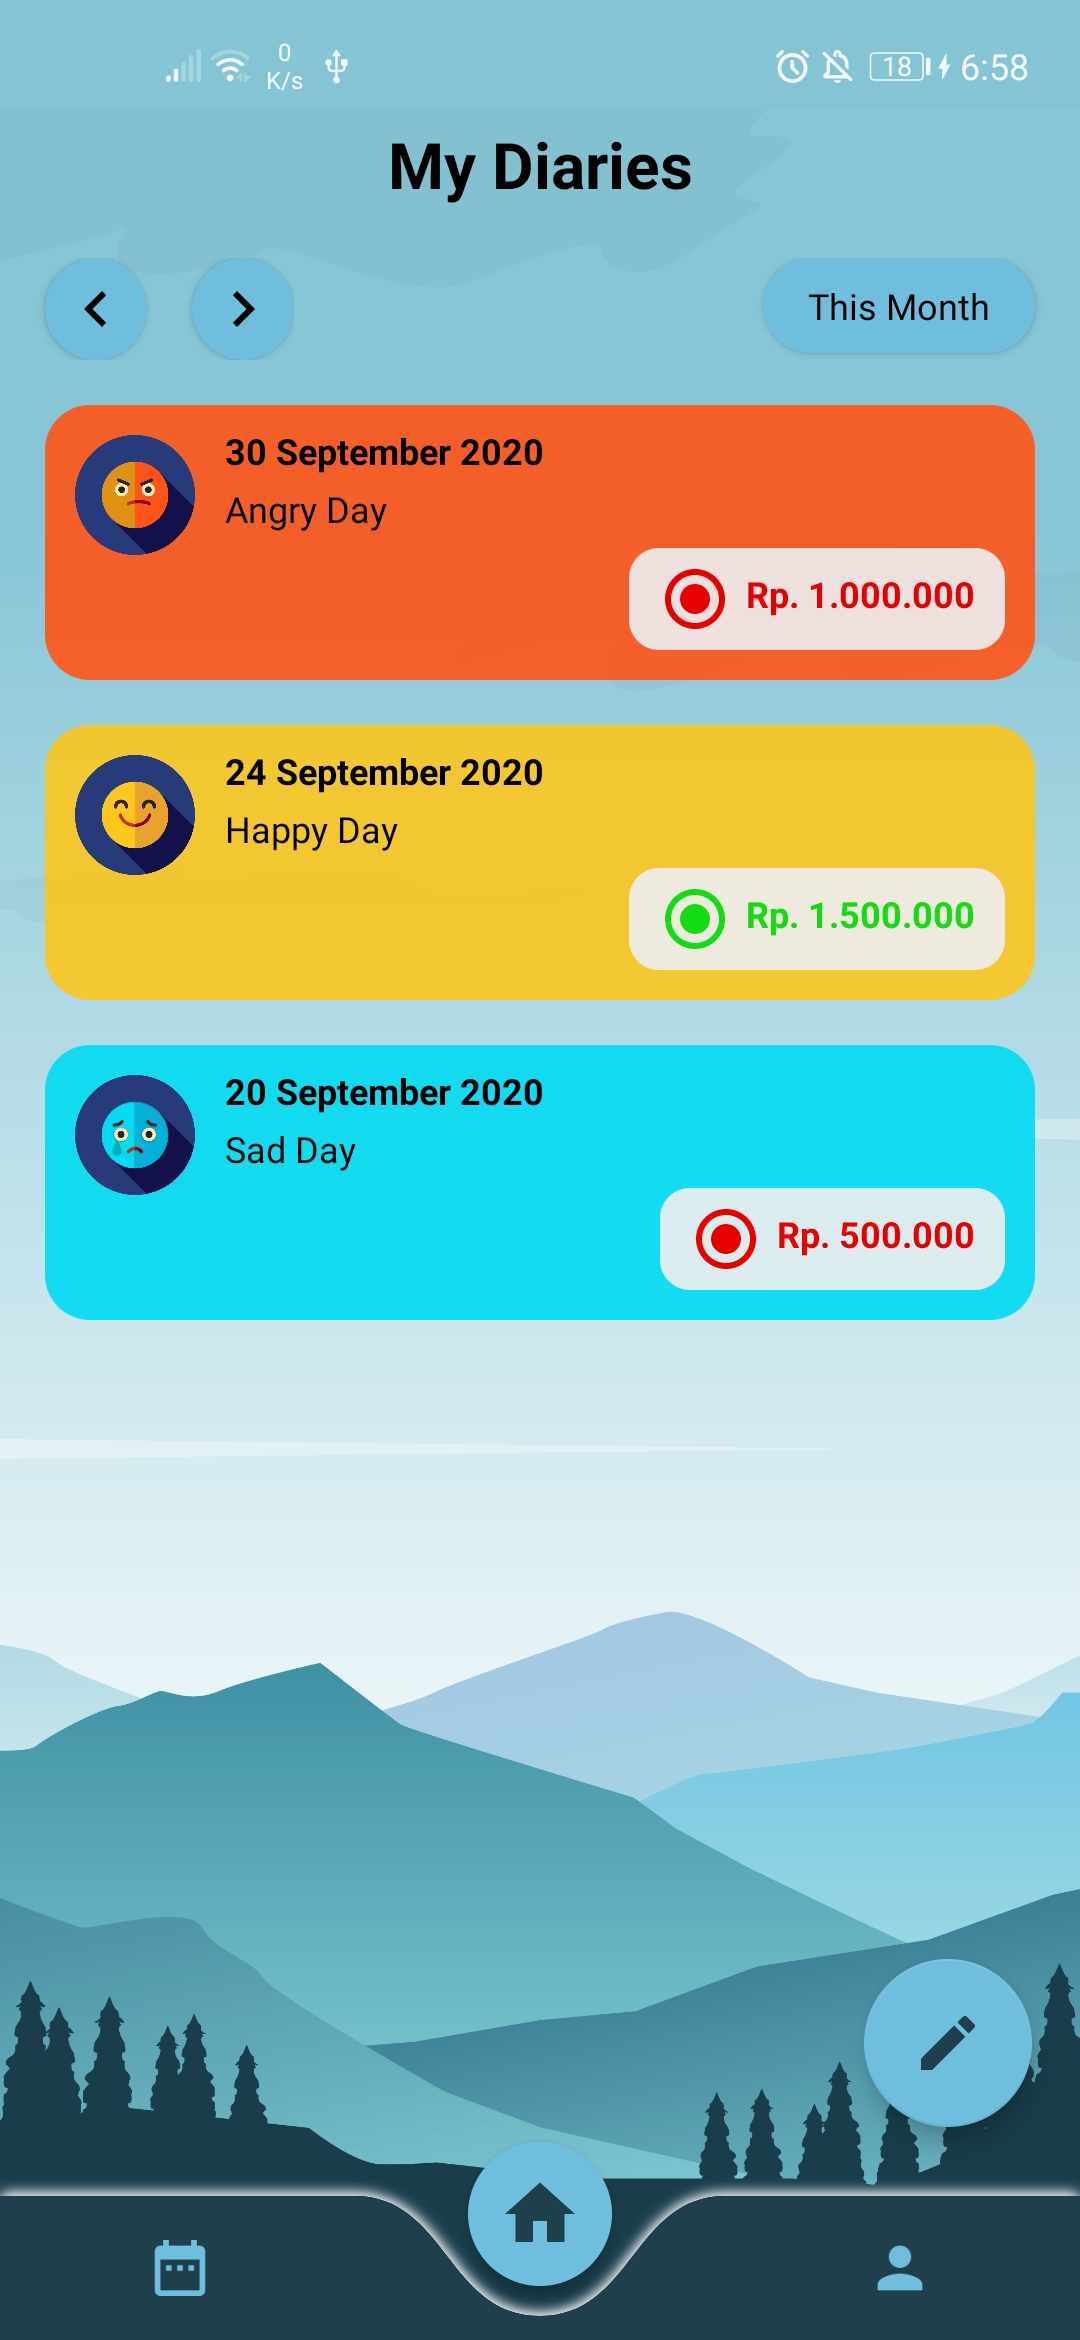 0
K/s
18
6:58
My Diaries
This Month
30 September 2020
Angry Day
Rp. 1.000.000
24 September 2020
Happy Day
Rp. 1.500.000
20 September 2020
Sad Day
Rp. 500.000